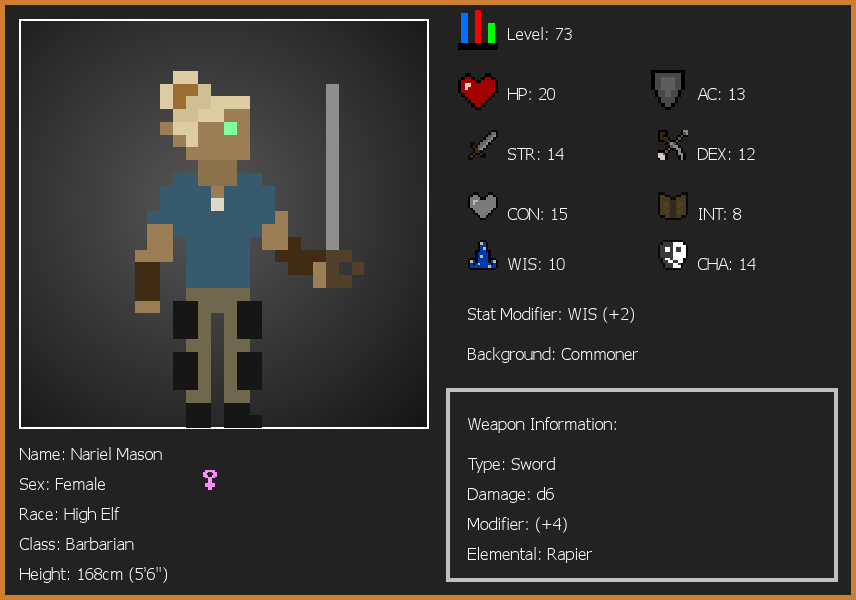 Level: 73
HP: 20
AC: 13
STR: 14
DEX: 12
CON: 15
INT: 8
WIS: 10
CHA: 14
Stat Modifier: WIS (+2)
Background: Commoner
Weapon Information:
Type: Sword
Damage: d6
Modifier: (+4)
Elemental: Rapier
Name: Nariel Mason
Sex: Female
Race: High Elf
Class: Barbarian
Height: 168cm (5'6")